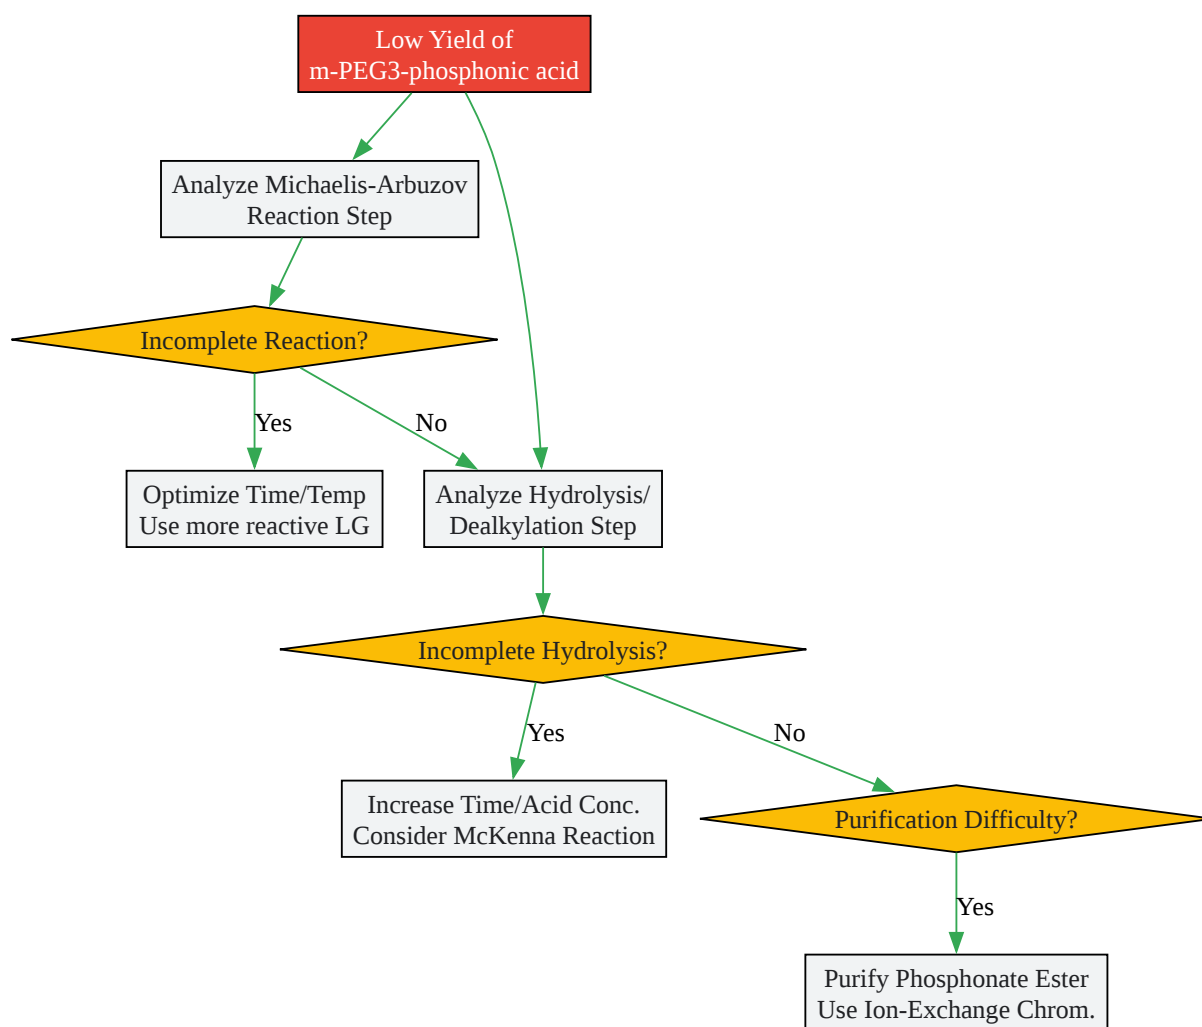 Low Yield of
m-PEG3-phosphonic acid
Analyze Michaelis-Arbuzov
Reaction Step
Incomplete Reaction?
Yes
No
Optimize Time/Temp
Use more reactive LG
Analyze Hydrolysis/
Dealkylation Step
Incomplete Hydrolysis?
Yes
No
Increase Time/Acid Conc.
Consider McKenna Reaction
Purification Difficulty?
Yes
Purify Phosphonate Ester
Use Ion-Exchange Chrom.